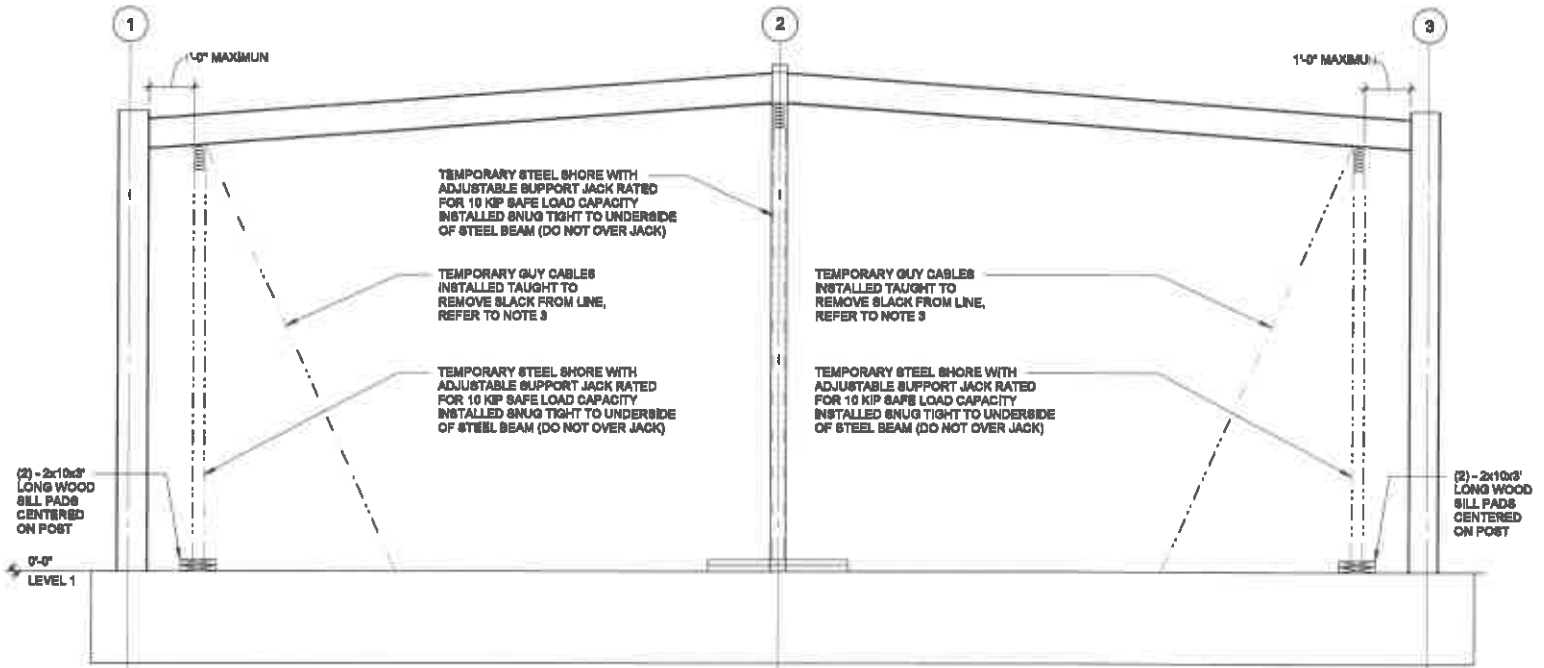 1
2
3
'-0" MAXIMUN
1'-0" MAXIMU
TEMPORARY STEEL SHORE WITH
ADJUSTABLE SUPPORT JACK RATED
FOR 10 KIP SAFE LOAD CAPACITY
INSTALLED SNUG TIGHT TO UNDERSIDE
OF STEEL BEAM (DO NOT OVER JACK)
TEMPORARY GUY CABLES
INSTALLED TAUGHT TO
REMOVE SLACK FROM LINE,
REFER TO NOTE 3
TEMPORARY GUY CABLES
INSTALLED TAUGHT TO
REMOVE SLACK FROM LINE,
REFER TO NOTE 3
TEMPORARY STEEL SHORE WITH
ADJUSTABLE SUPPORT JACK RATED
FOR 10 KIP SAFE LOAD CAPACITY
INSTALLED SNUG TIGHT TO UNDERSIDE
OF STEEL BEAM (DO NOT OVER JACK)
TEMPORARY STEEL SHORE WITH
ADJUSTABLE SUPPORT JACK RATED
FOR 10 KIP SAFE LOAD CAPACITY
INSTALLED SNUG TIGHT TO UNDERSIDE
OF STEEL BEAM (DO NOT OVER JACK)
(2) - 2x10x3'
LONG WOOD
SILL PADS
CENTERED
ON POST
(2) - 2x10x3'
LONG WOOD
SILL PADS
CENTERED
ON POST
0'-0"
LEVEL 1